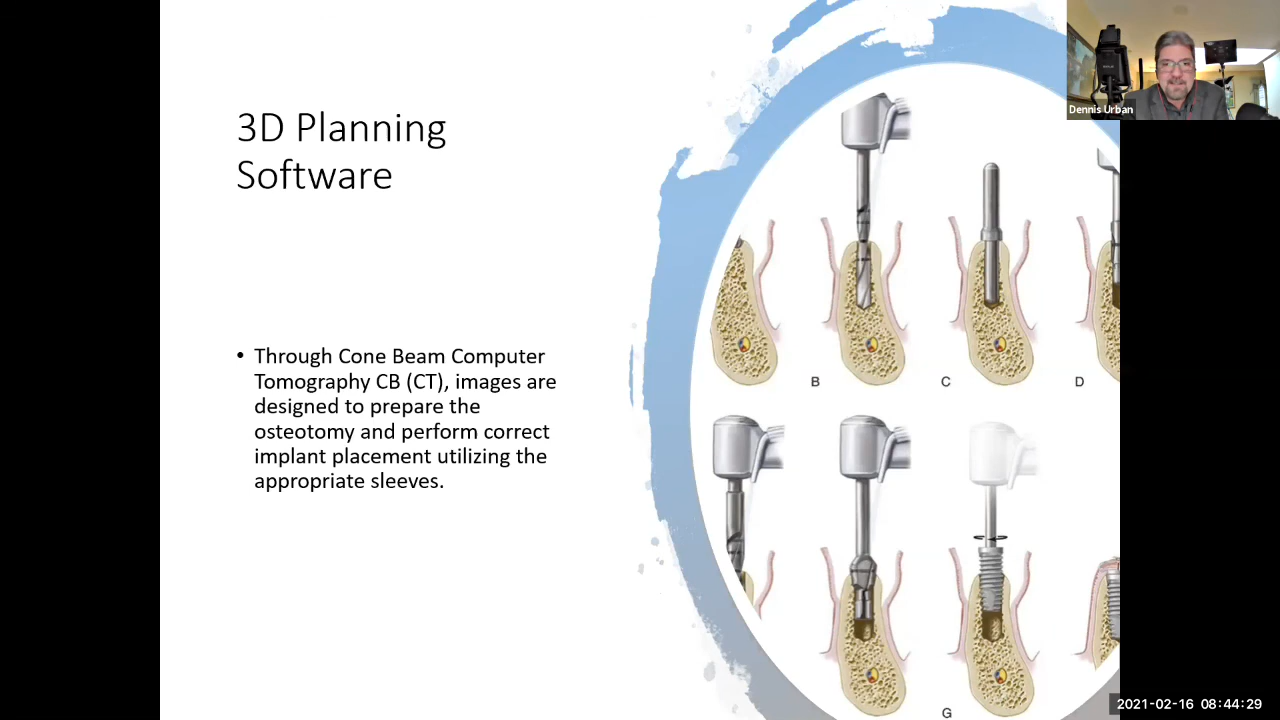 3D Planning
Software
• Through Cone Beam Computer
Tomography CB (CT), images are
designed to prepare the
osteotomy and perform correct
implant placement utilizing the
appropriate sleeves.
B
C
D
G
Dennis Urban
2021-02-16 08:44:29